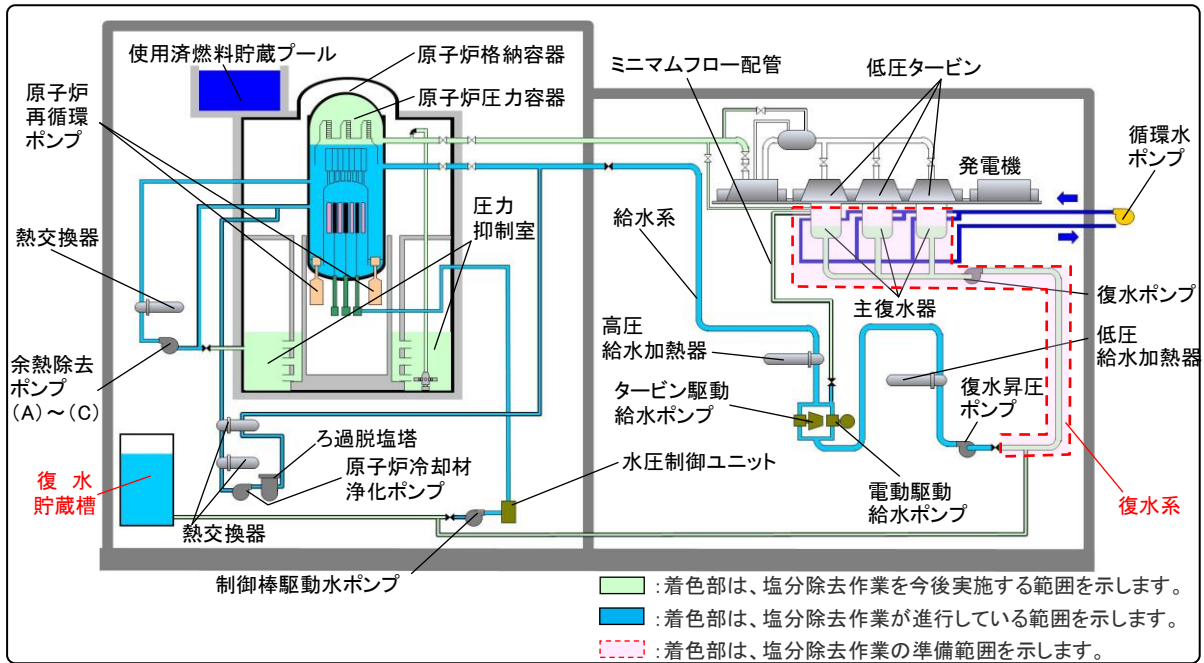 使用済燃料貯蔵プール
原子炉格納容器
原子炉圧力容器
原子炉
再循環
ポンプ
ミニマムフロー配管
低圧タービン
循環水
ポンプ
発電機
圧力
抑制室
給水系
熱交換器
復水ポンプ
主復水器
高圧
給水加熱器
低圧
給水加熱器
余熱除去
ポンプ
(A)~(C)
タービン駆動
給水ポンプ
復水昇圧
ポンプ
ろ過脱塩塔
原子炉冷却材
浄化ポンプ
水圧制御ユニット
復水
貯蔵槽
電動駆動
給水ポンプ
復水系
熱交換器
制御棒駆動水ポンプ
:着色部は、塩分除去作業を今後実施する範囲を示します。
:着色部は、塩分除去作業が進行している範囲を示します。
:着色部は、塩分除去作業の準備範囲を示します。